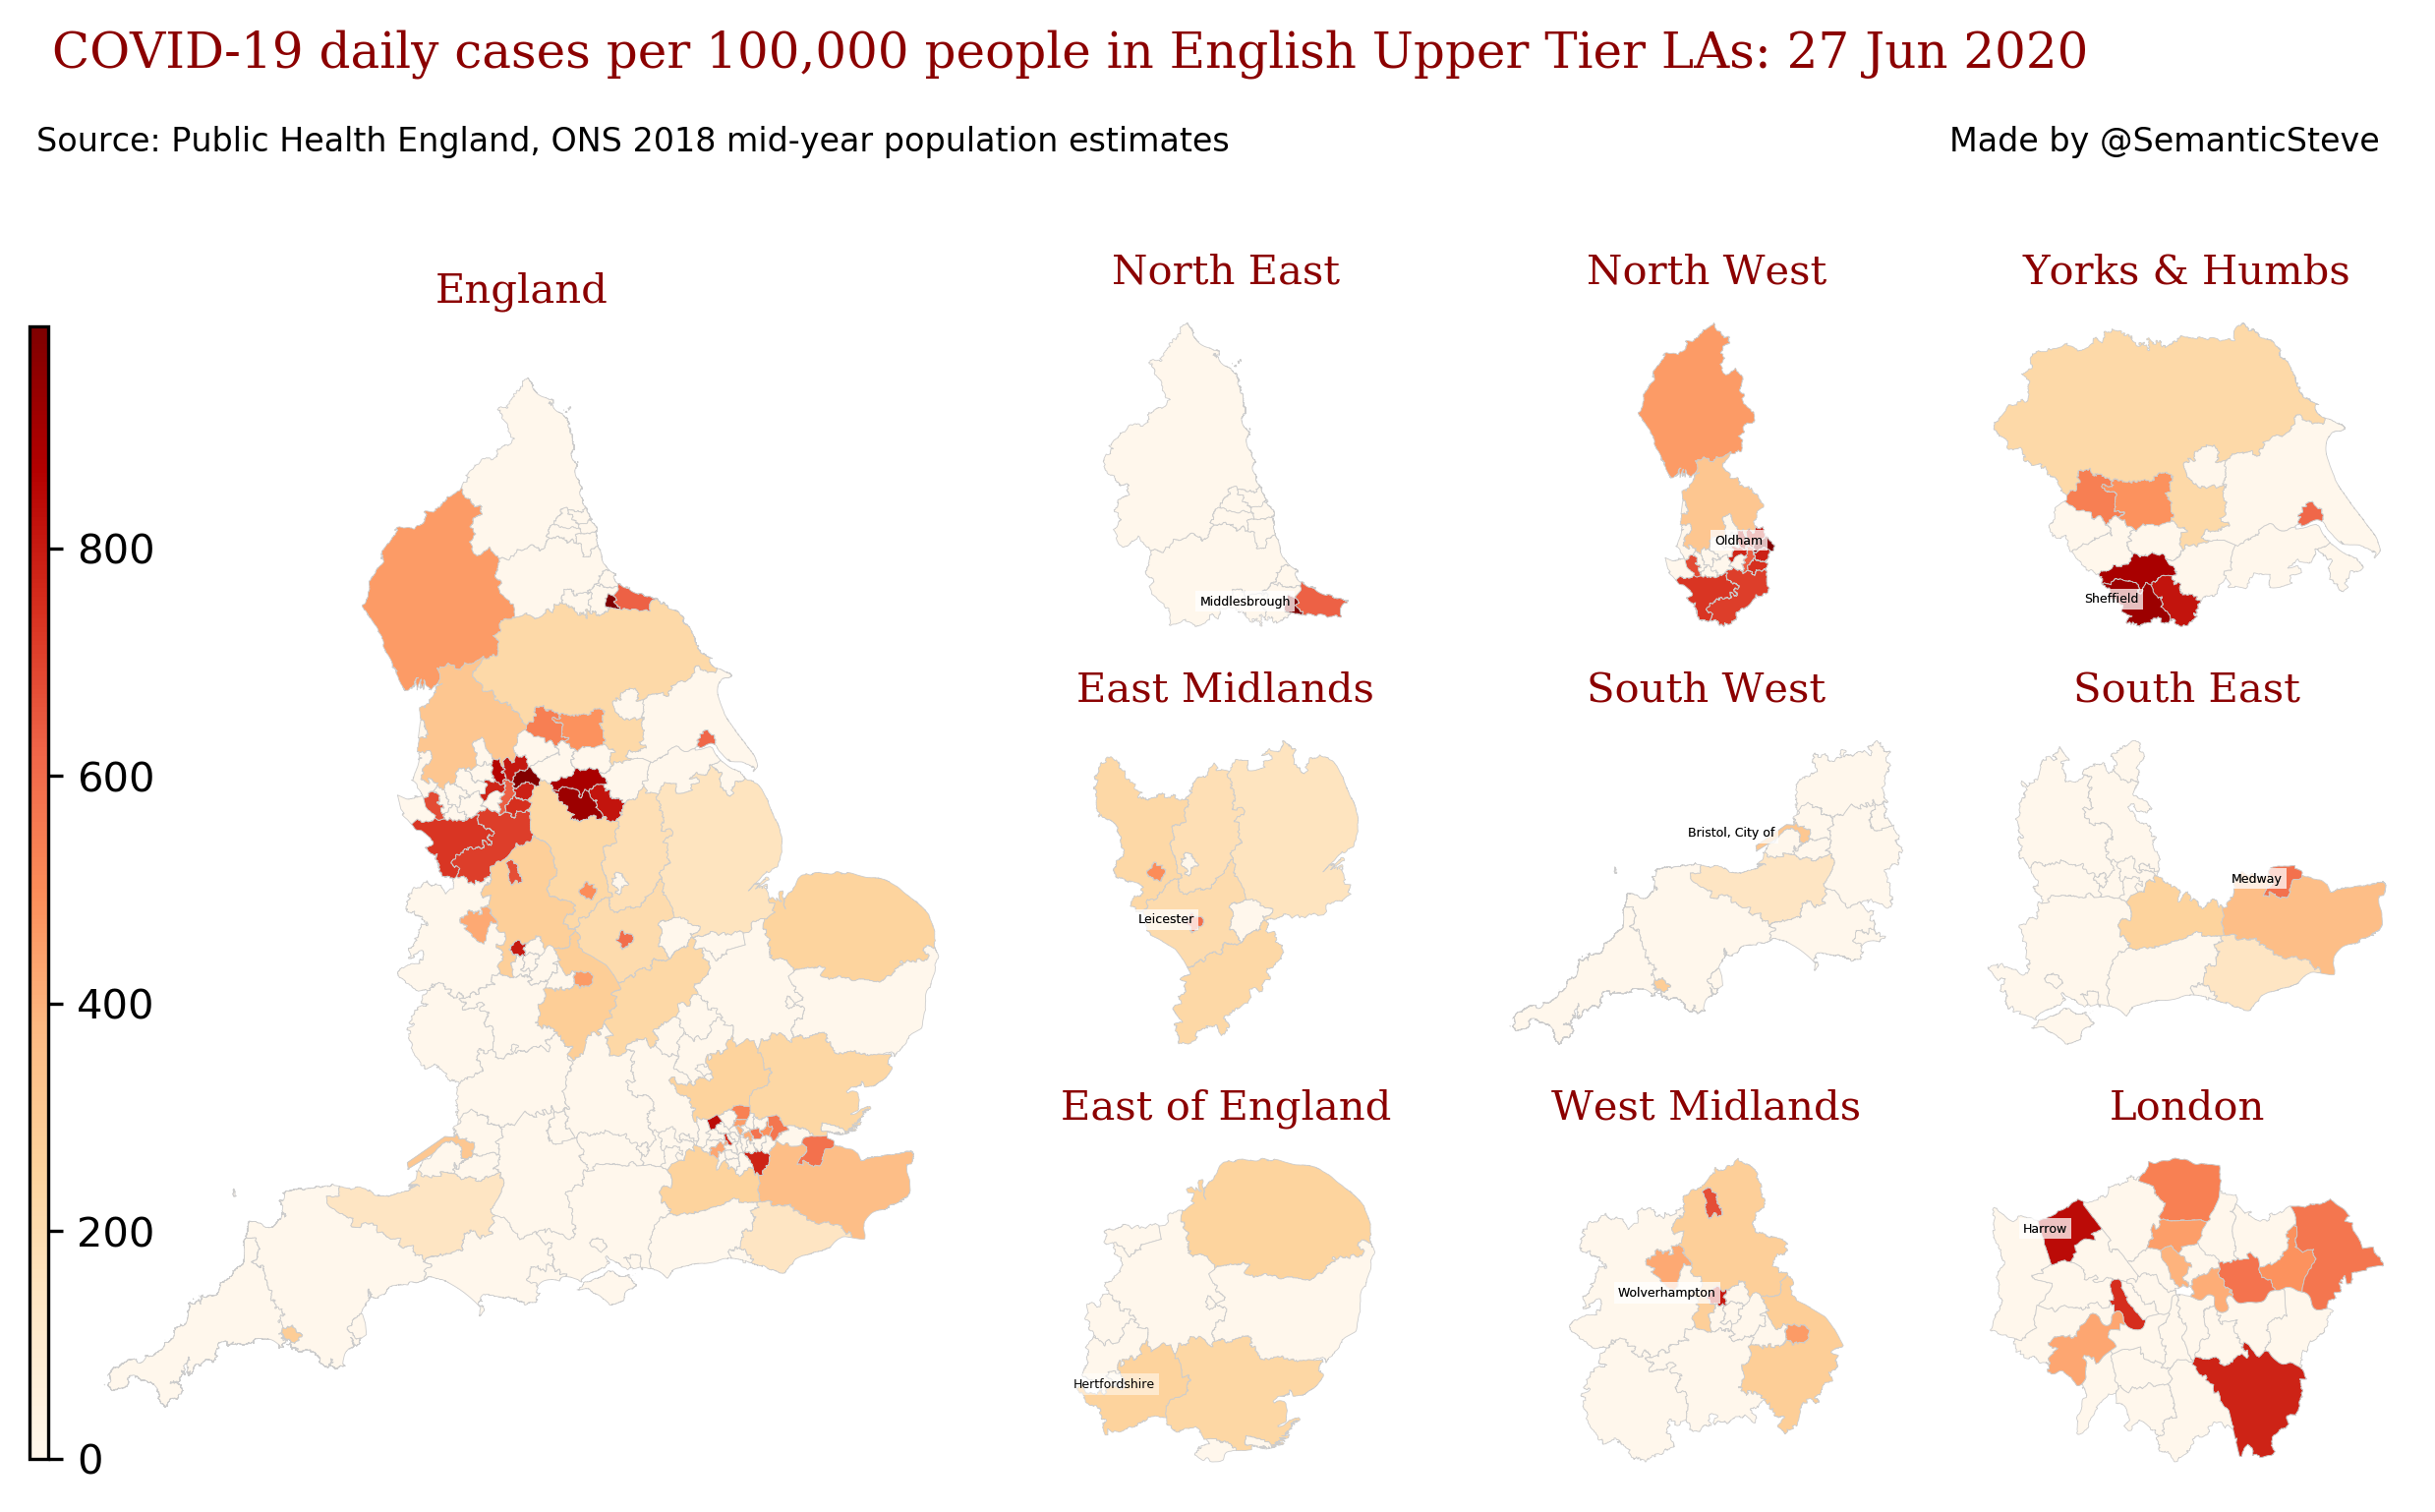 COVID-19 daily cases per 100,000 people in English Upper Tier LAs: 27 Jun 2020
Source: Public Health England, ONS 2018 mid-year population estimates
Made by @SemanticSteve
England
800
600
400
200
0
North East
Middlesbrough
North West
Oldham
Yorks & Humbs
Sheffield
East Midlands
Leicester
South West
Bristol, City of
South East
Medway
East of England
Hertfordshire
West Midlands
Wolverhampton
London
Harrow